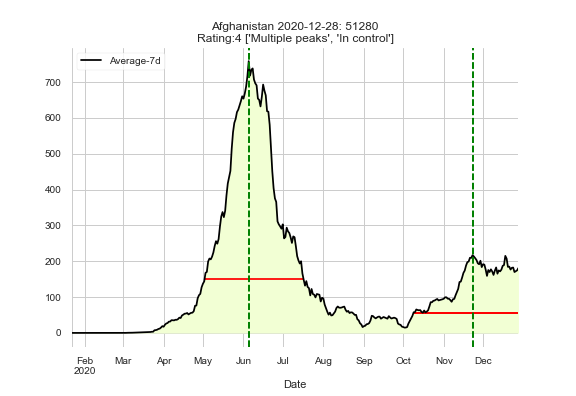 Afghanistan 2020-12-28: 51280
Rating:4 ['Multiple peaks', 'In control']
Average-7d
700
600
500
400
300
200
100
0
Feb Mar Apr May Jun Jul Aug Sep Oct Nov Dec
2020
Date